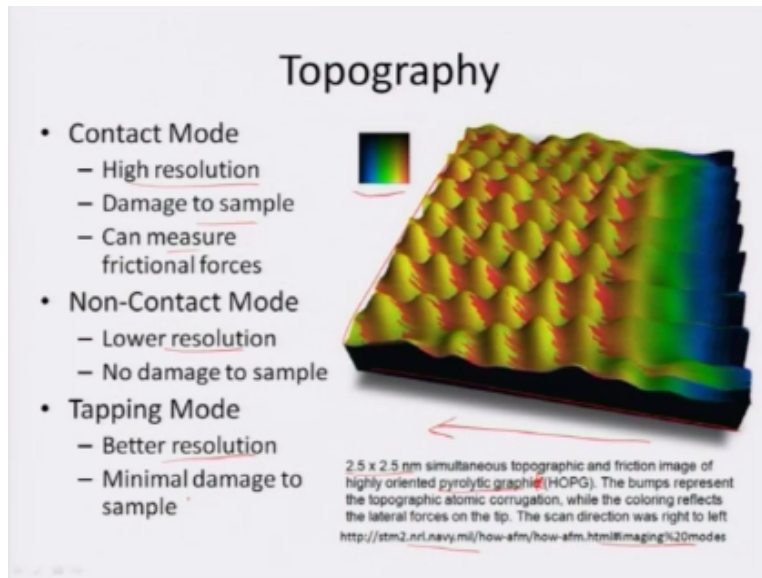 Topography
• Contact Mode
– High resolution
– Damage to sample
– Can measure
frictional forces
• Non-Contact Mode
– Lower resolution
– No damage to sample
• Tapping Mode
– Better resolution
– Minimal damage to
sample
2.5 x 2.5 nm simultaneous topographic and friction image of
highly oriented pyrolytic (HOPG). The bumps represent
the topographic atomic corrugation, while the coloring reflects
the lateral forces on the tip. The scan direction was right to left
http://stm2.nrl.navy.mil/how-afm/how-afm.html#imaging%20modes